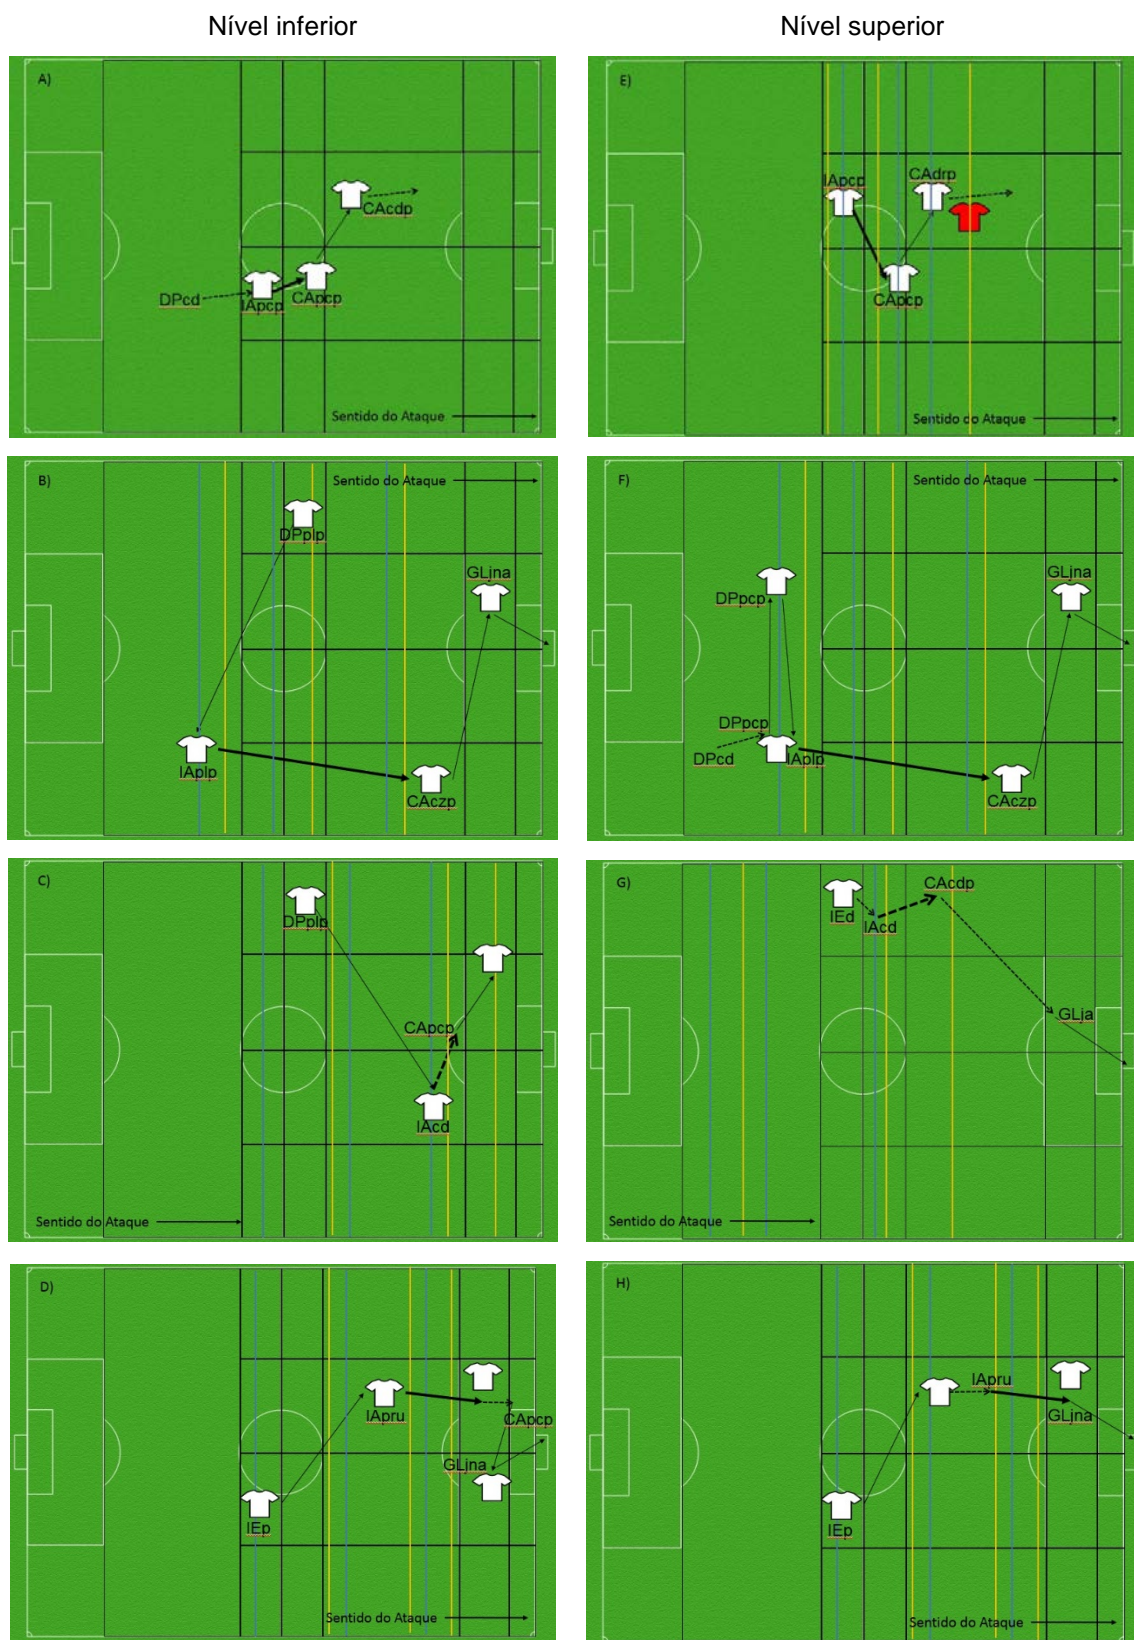 Nível inferior
Nível superior
A)
CAcdp
DPcd
IApcp
CApcp
Sentido do Ataque
E)
IApcp
CAdrp
CApcp
Sentido do Ataque
B)
Sentido do Ataque
DPplp
GLjna
IAplp
CAczp
F)
Sentido do Ataque
DPpcp
GLjna
DPpcp
DPcd
IAplp
CAczp
C)
DPplp
CApcp
IAcd
Sentido do Ataque
G)
CAcdp
IEd
IAcd
GLja
Sentido do Ataque
D)
IApru
CApcp
GLjna
IEp
Sentido do Ataque
H)
IApru
GLjna
IEp
Sentido do Ataque